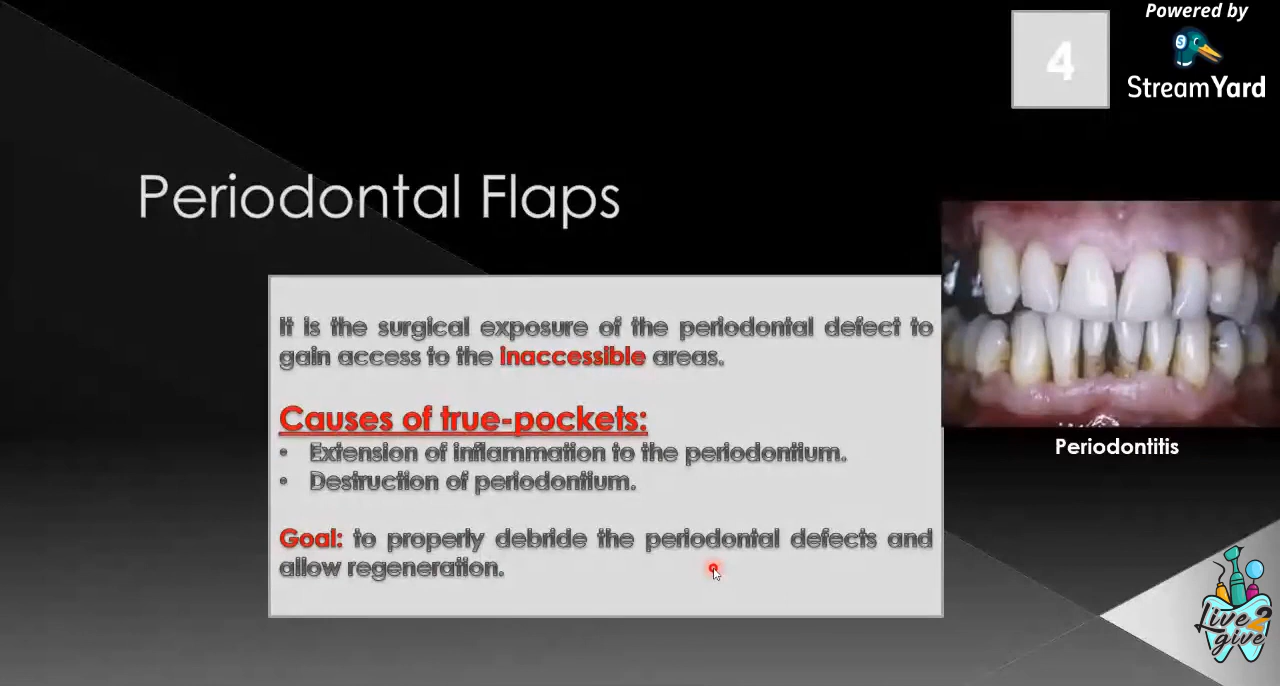 Powered by
4
StreamYard
Periodontal Flaps
It is the surgical exposure of the periodontal defect to
gain access to the inaccessible areas.
Causes of true-pockets:
• Extension of inflammation to the periodontium.
• Destruction of periodontium.
Goal: to properly debride the periodontal defects and
allow regeneration.
Periodontitis
Live2
give